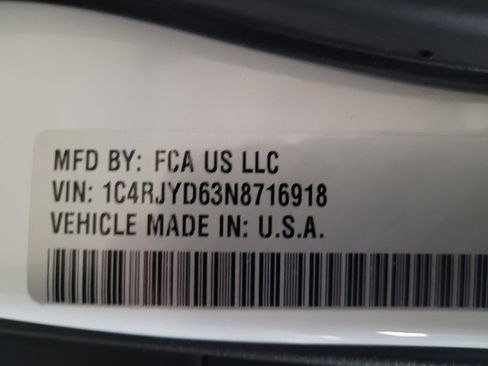 MFD BY: FCA US LLC
VIN: 1C4RJYD63N8716918
VEHICLE MADE IN: U.S.A.